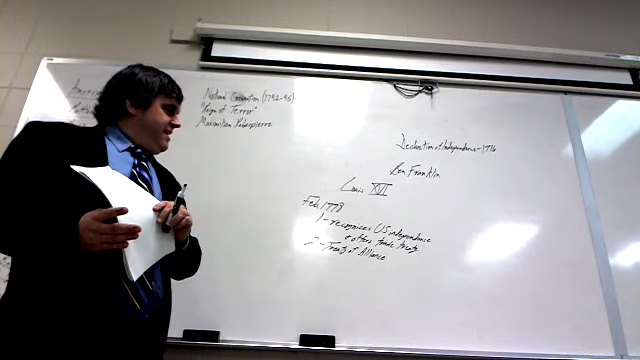 America
National Convention (1792-95)
"Reign of Terror"
Maximilien Robespierre
Declaration of Independence - 1776
Ben Franklin
Louis XVI
Feb. 1778
1 - recognizes US independence
+ offers trade treaty
2 - Treaty of Alliance